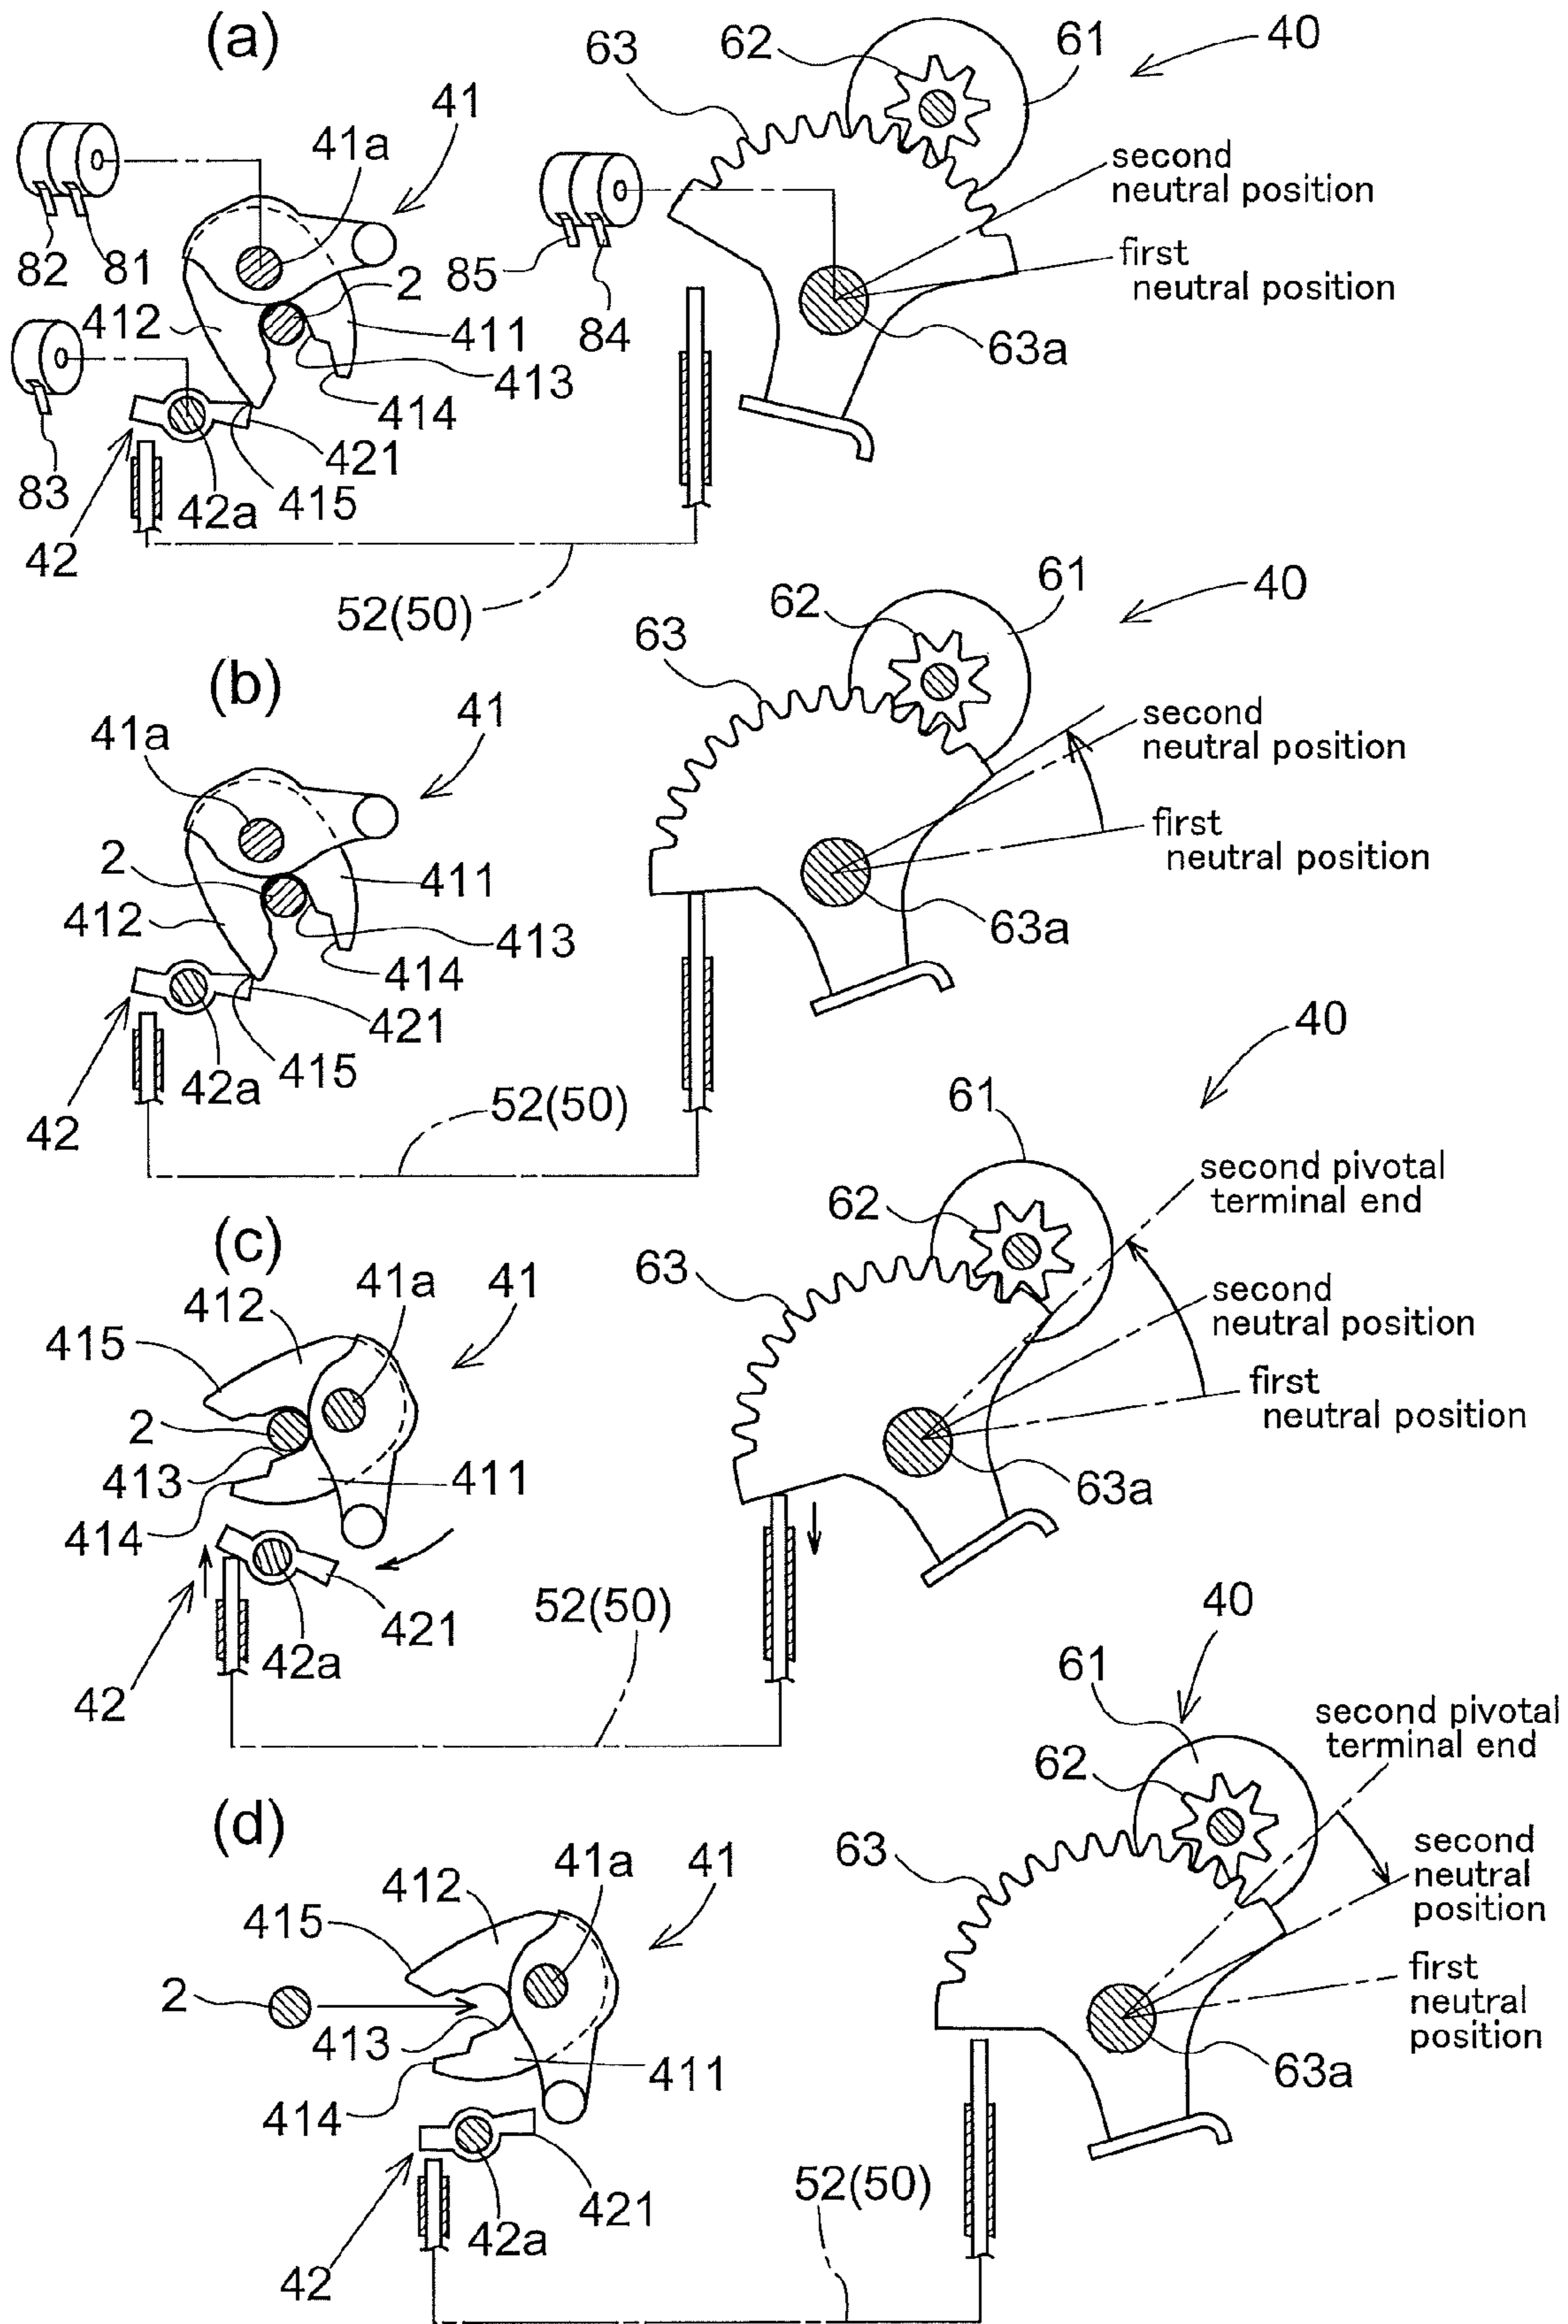 (a)
63
62
61
40
41
41a
second
neutral position
82
81
2
85
84
first
neutral position
412
411
413
63a
414
421
83
42a
415
42
52(50)
(b)
63
62
61
40
41a
41
second
neutral position
2
411
first
neutral position
412
413
63a
414
421
415
42a
42
52(50)
(c)
40
61
second pivotal
terminal end
62
63
412
41a
41
second
neutral position
415
2
first
neutral position
413
411
63a
414
421
42a
42
52(50)
(d)
40
61
second pivotal
terminal end
62
63
41a
41
412
second
neutral
position
415
2
first
neutral
position
413
411
63a
414
421
42a
42
52(50)